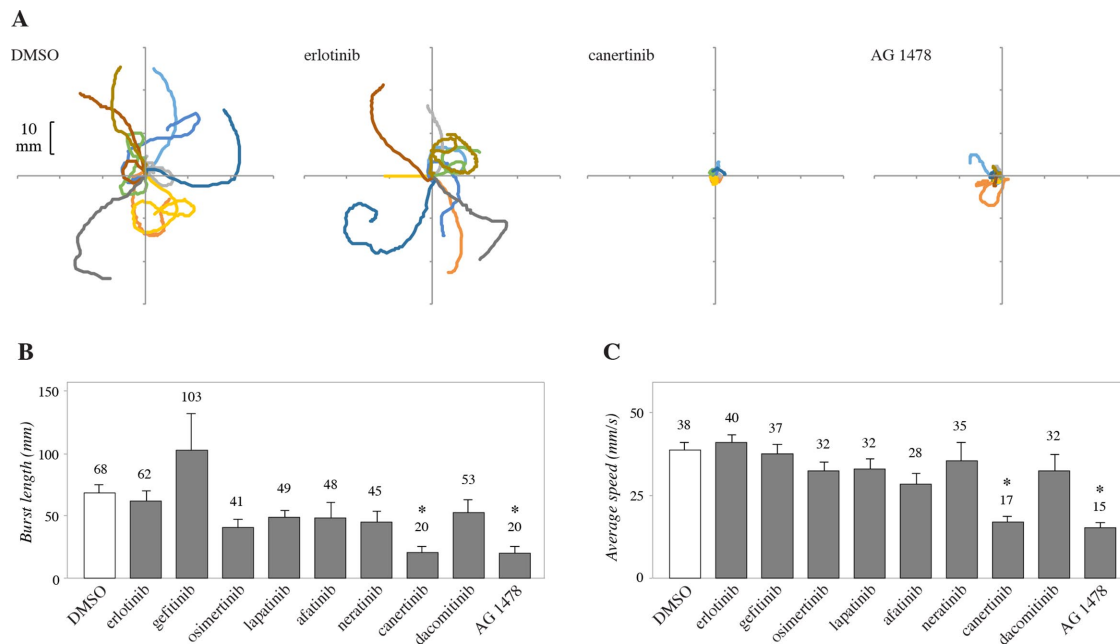 A
DMSO
erlotinib
canertinib
AG 1478
10
mm
B
C
Burst length (mm)
150
100
50
0
68
62
103
41
49
48
45
*
20
53
*
20
DMSO
erlotinib
gefitinib
osimertinib
lapatinib
afatinib
neratinib
canertinib
dacomitinib
AG 1478
Average speed (mm/s)
50
25
0
38
40
37
32
32
28
35
*
17
32
*
15
DMSO
erlotinib
gefitinib
osimertinib
lapatinib
afatinib
neratinib
canertinib
dacomitinib
AG 1478